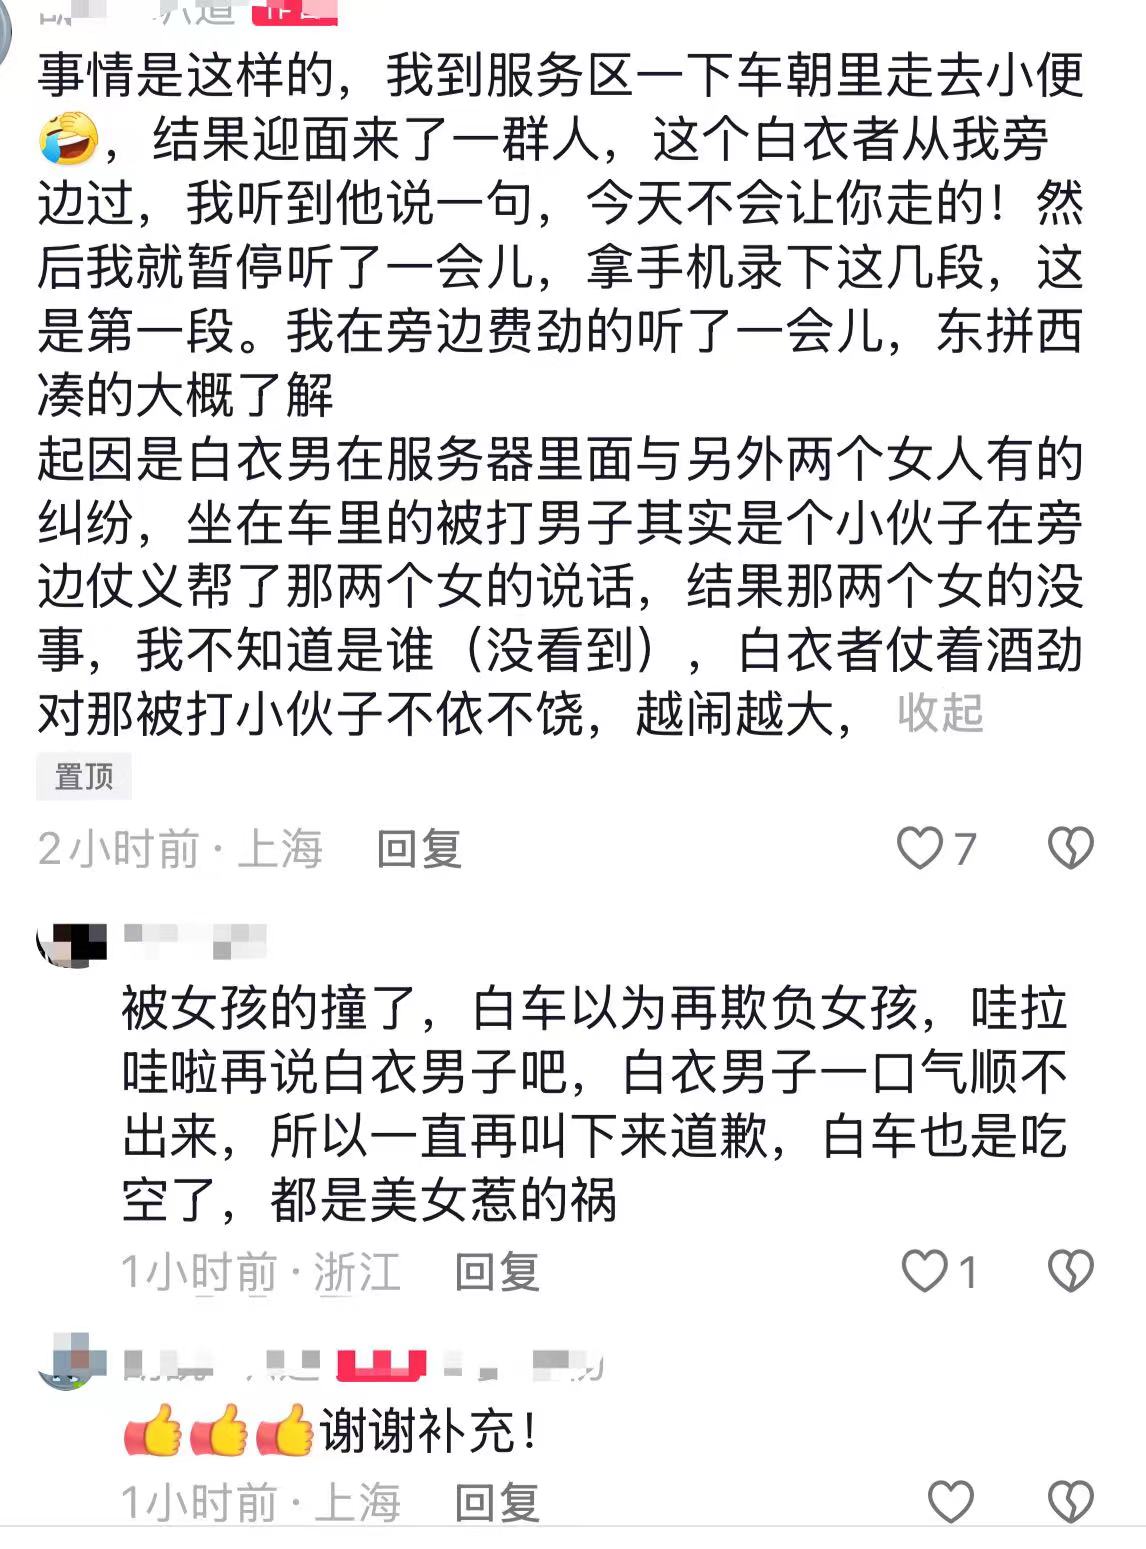 事情是这样的，我到服务区一下车朝里走去小便
🤣，结果迎面来了一群人，这个白衣者从我旁
边过，我听到他说一句，今天不会让你走的！然
后我就暂停听了一会儿，拿手机录下这几段，这
是第一段。我在旁边费劲的听了一会儿，东拼西
凑的大概了解
起因是白衣男在服务器里面与另外两个女人有的
纠纷，坐在车里的被打男子其实是个小伙子在旁
边仗义帮了那两个女的说话，结果那两个女的没
事，我不知道是谁（没看到），白衣者仗着酒劲
对那被打小伙子不依不饶，越闹越大， 收起
置顶
2小时前·上海 回复 7
被女孩的撞了，白车以为再欺负女孩，哇拉
哇啦再说白衣男子吧，白衣男子一口气顺不
出来，所以一直再叫下来道歉，白车也是吃
空了，都是美女惹的祸
1小时前·浙江 回复 1
👍👍👍谢谢补充！
1小时前·上海 回复